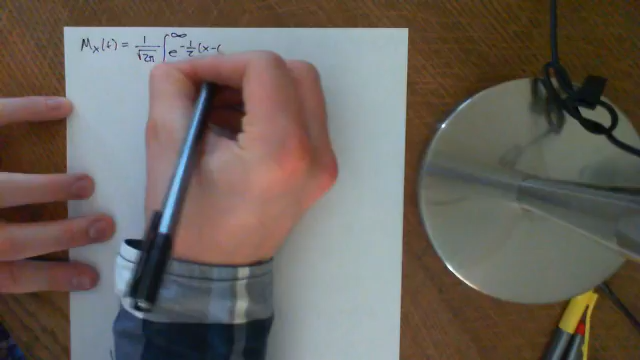 Mx(t) = 1/√2π ∫^∞ e^-½(x-(